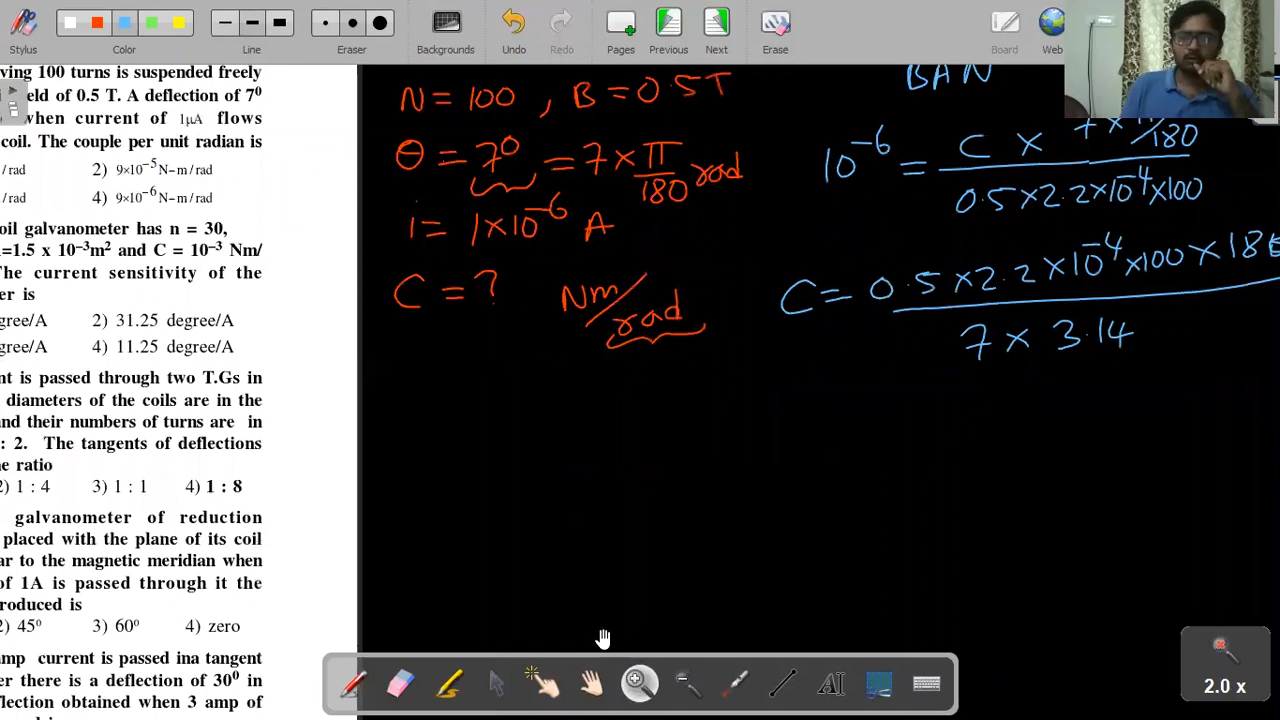 Stylus
Color
Line
Eraser
Backgrounds
Undo
Redo
Pages
Previous
Next
Erase
Board
Web
ving 100 turns is suspended freely
eld of 0.5 T. A deflection of 7⁰
when current of 1μA flows
coil. The couple per unit radian is
/rad 2) 9×10⁻⁵ N–m/rad
/rad 4) 9×10⁻⁶ N–m/rad
oil galvanometer has n = 30,
=1.5 x 10⁻³m² and C = 10⁻³ Nm/
The current sensitivity of the
er is
egree/A 2) 31.25 degree/A
egree/A 4) 11.25 degree/A
nt is passed through two T.Gs in
diameters of the coils are in the
and their numbers of turns are in
: 2. The tangents of deflections
he ratio
2) 1 : 4 3) 1 : 1 4) 1 : 8
galvanometer of reduction
placed with the plane of its coil
ar to the magnetic meridian when
of 1A is passed through it the
roduced is
2) 45⁰ 3) 60⁰ 4) zero
amp current is passed ina tangent
er there is a deflection of 30⁰ in
flection obtained when 3 amp of
N = 100 , B = 0.5T
θ = 7⁰ = 7 × π/180 rad
i = 1×10⁻⁶ A
C = ? Nm/rad
BAN
10⁻⁶ = C × 7 × π/180
0.5×2.2×10⁻⁴×100
C = 0.5×2.2×10⁻⁴×100×18
7 × 3.14
2.0 x